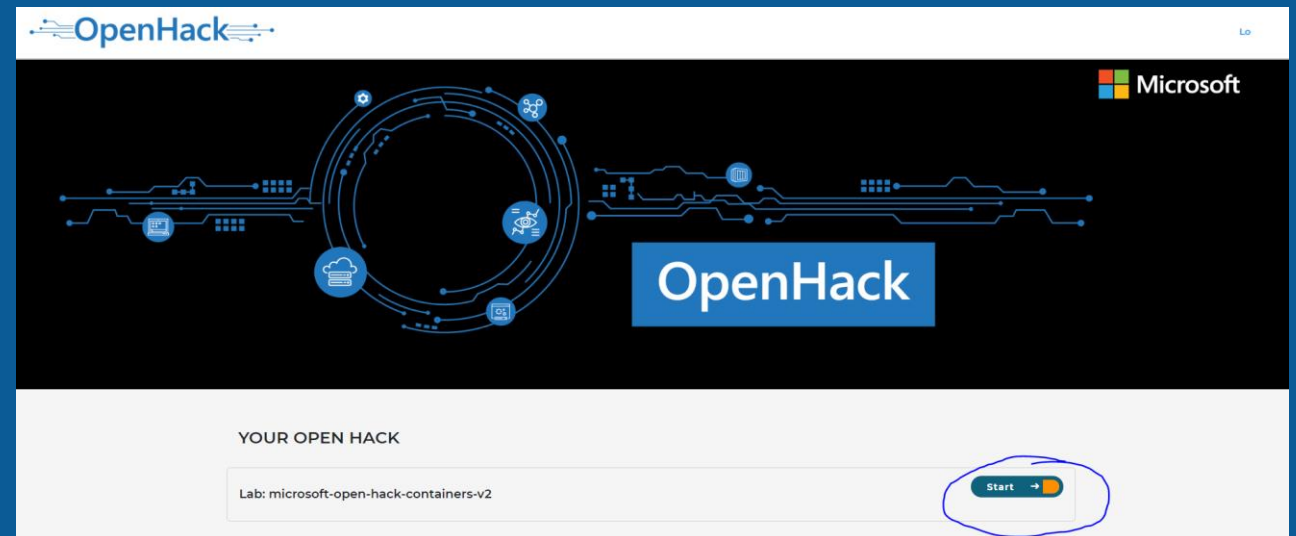 OpenHack
Lo
Microsoft
OpenHack
YOUR OPEN HACK
Lab: microsoft-open-hack-containers-v2
Start →